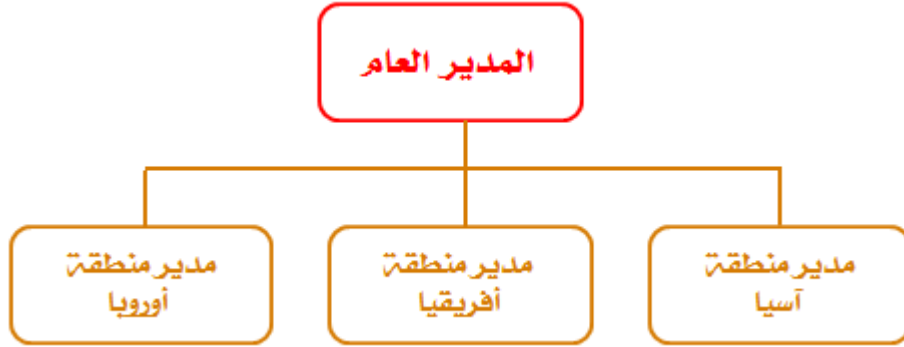 المدير العام
مدير منطقة
آسيا
مدير منطقة
أفريقيا
مدير منطقة
أوروبا